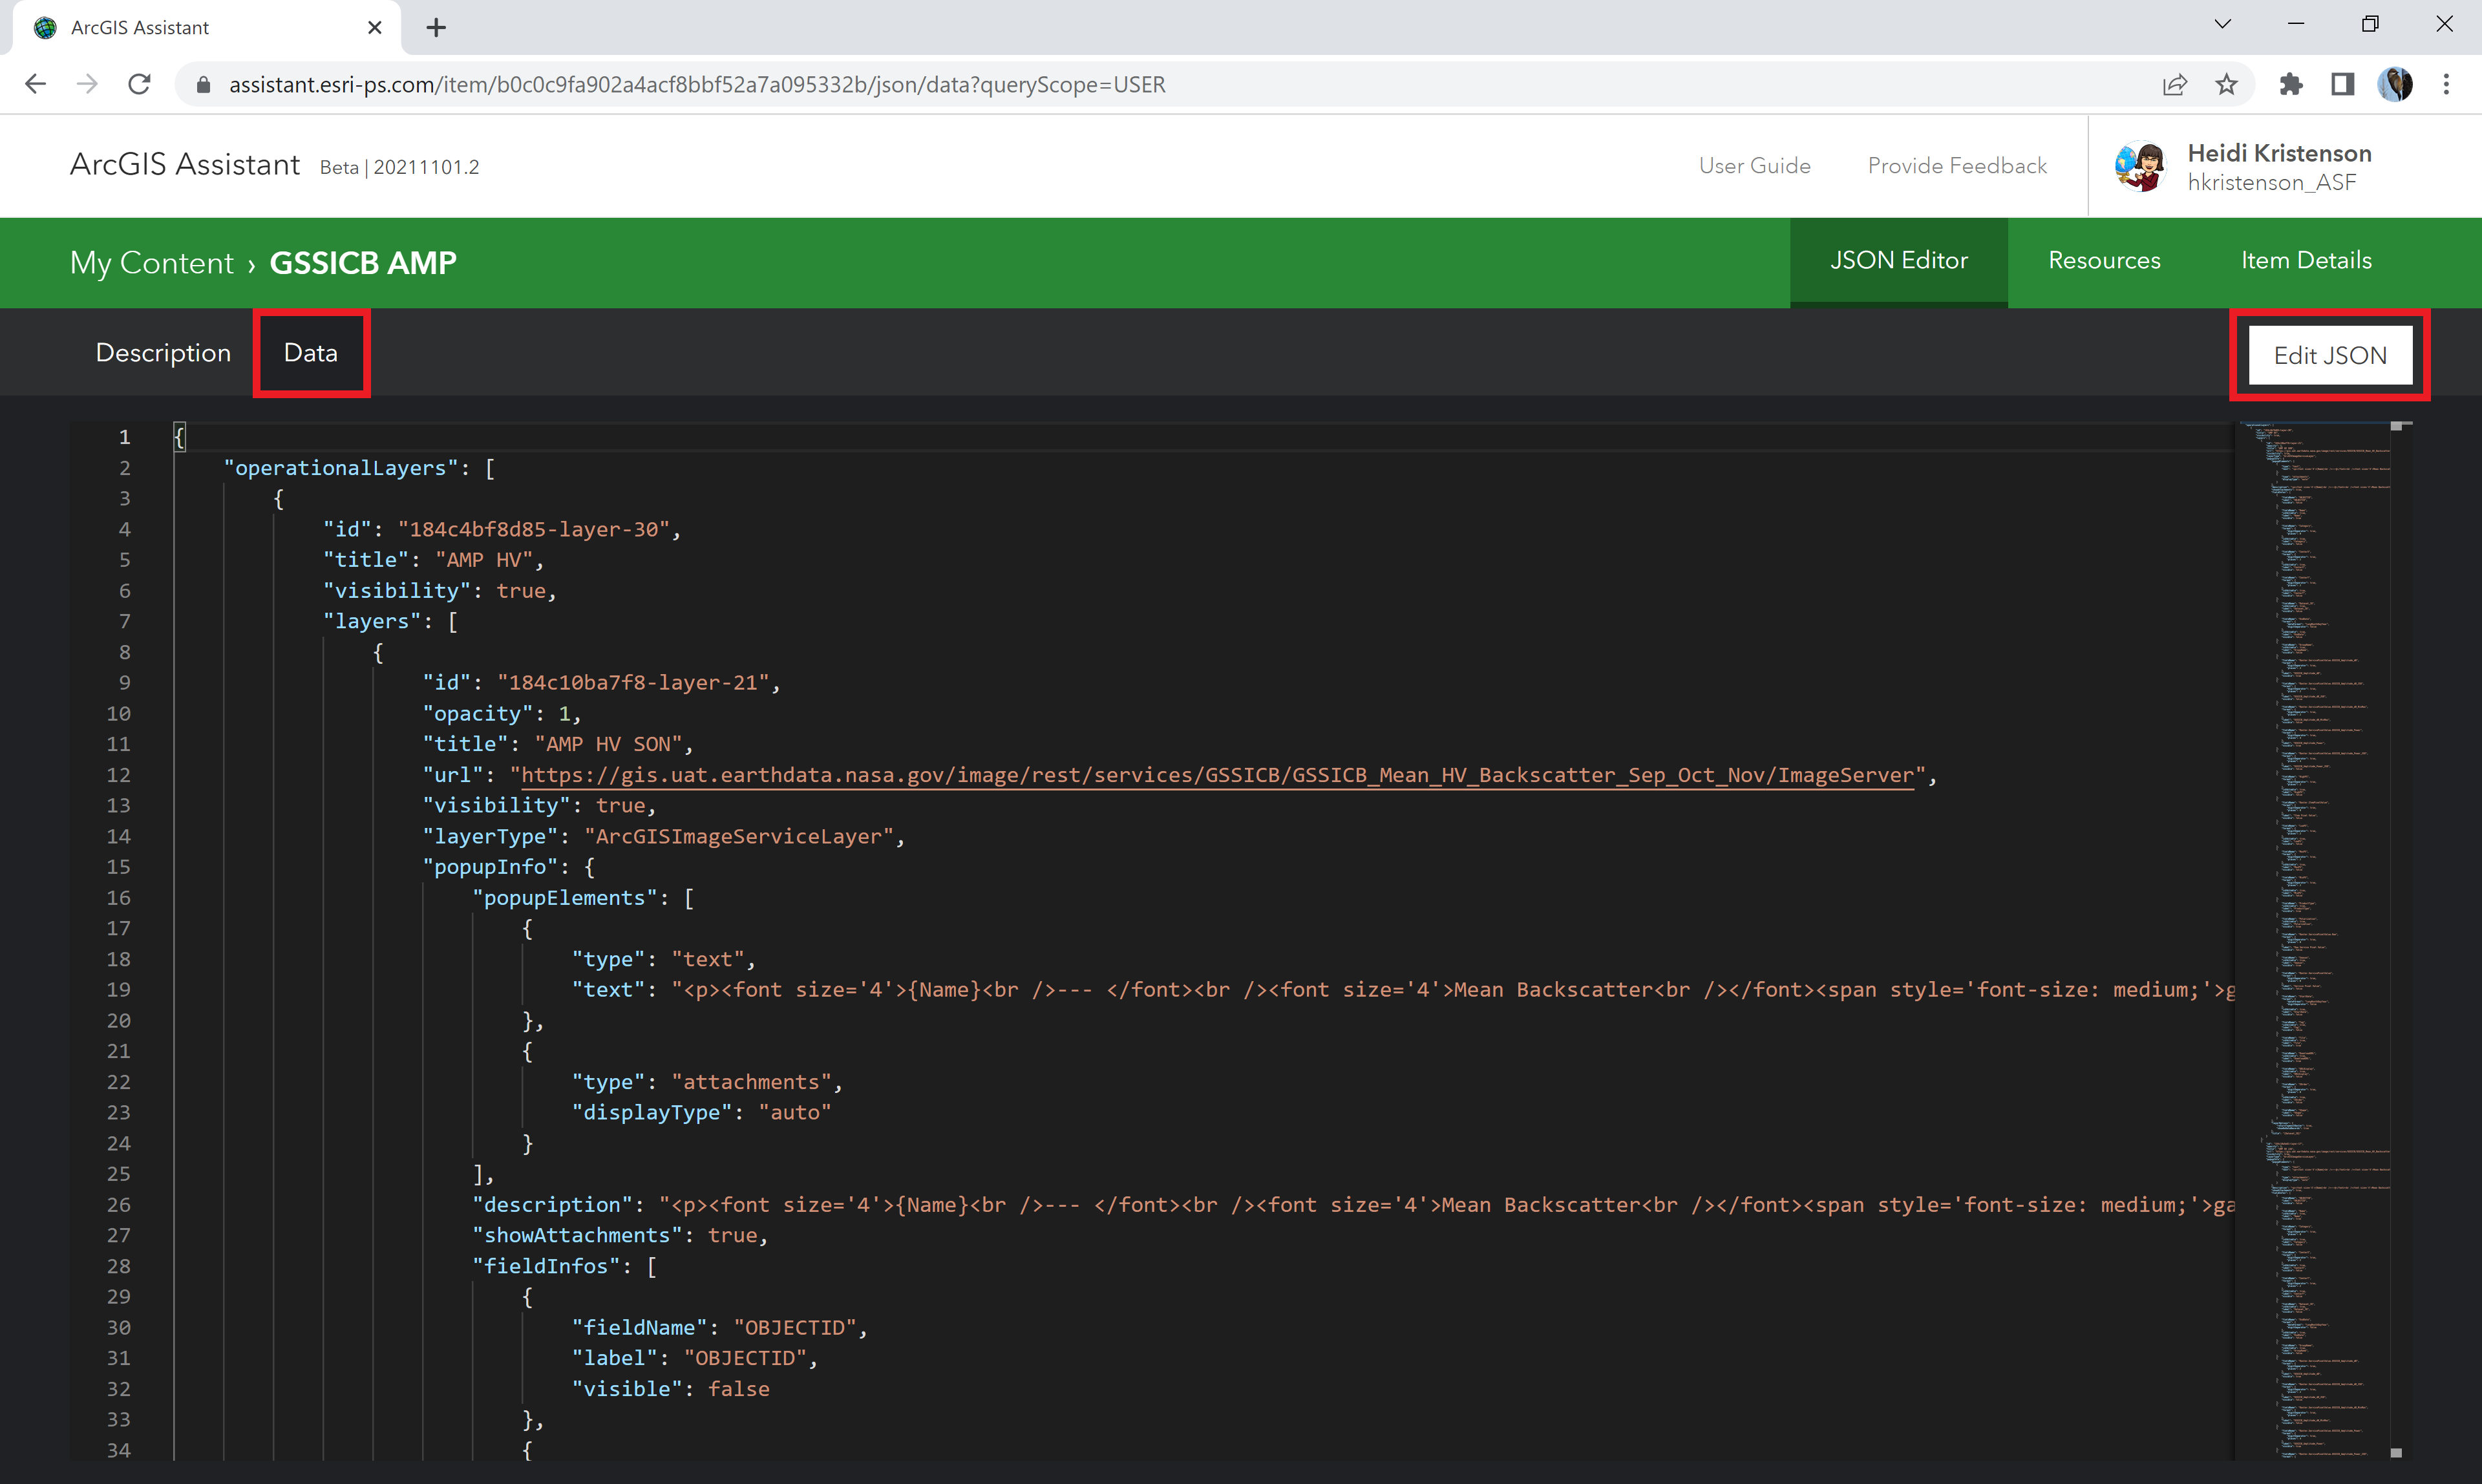 ArcGIS Assistant
assistant.esri-ps.com/item/b0c0c9fa902a4acf8bbf52a7a095332b/json/data?queryScope=USER
ArcGIS Assistant Beta | 20211101.2
User Guide Provide Feedback
Heidi Kristenson
hkristenson_ASF
My Content › GSSICB AMP
JSON Editor Resources Item Details
Description Data Edit JSON
1 {
2 "operationalLayers": [
3 {
4 "id": "184c4bf8d85-layer-30",
5 "title": "AMP HV",
6 "visibility": true,
7 "layers": [
8 {
9 "id": "184c10ba7f8-layer-21",
10 "opacity": 1,
11 "title": "AMP HV SON",
12 "url": "https://gis.uat.earthdata.nasa.gov/image/rest/services/GSSICB/GSSICB_Mean_HV_Backscatter_Sep_Oct_Nov/ImageServer",
13 "visibility": true,
14 "layerType": "ArcGISImageServiceLayer",
15 "popupInfo": {
16 "popupElements": [
17 {
18 "type": "text",
19 "text": "<p><font size='4'>{Name}<br />--- </font><br /><font size='4'>Mean Backscatter<br /></font><span style='font-size: medium;'>g
20 },
21 {
22 "type": "attachments",
23 "displayType": "auto"
24 }
25 ],
26 "description": "<p><font size='4'>{Name}<br />--- </font><br /><font size='4'>Mean Backscatter<br /></font><span style='font-size: medium;'>ga
27 "showAttachments": true,
28 "fieldInfos": [
29 {
30 "fieldName": "OBJECTID",
31 "label": "OBJECTID",
32 "visible": false
33 },
34 {